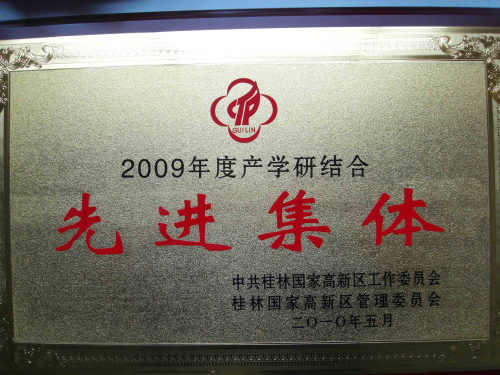 GUILIN
2009年度产学研结合
先进集体
中共桂林国家高新区工作委员会
桂林国家高新区管理委员会
二〇一〇年五月